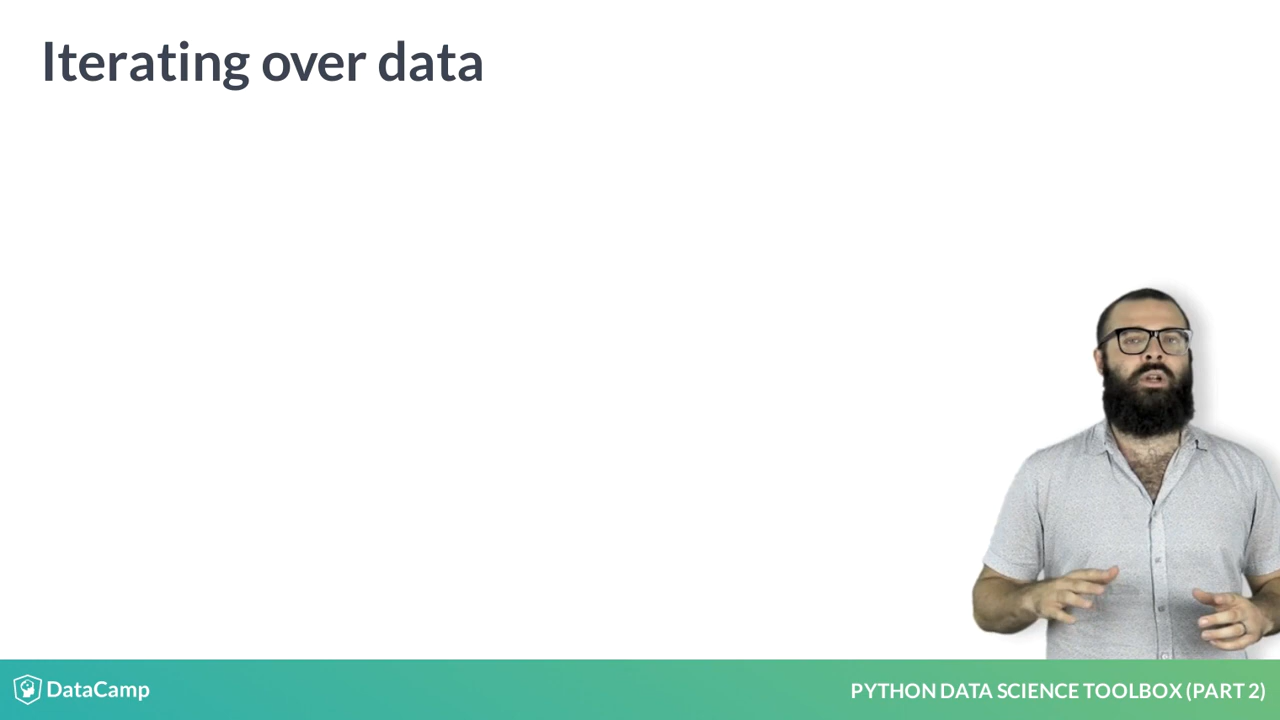 Iterating over data
DataCamp
PYTHON DATA SCIENCE TOOLBOX (PART 2)